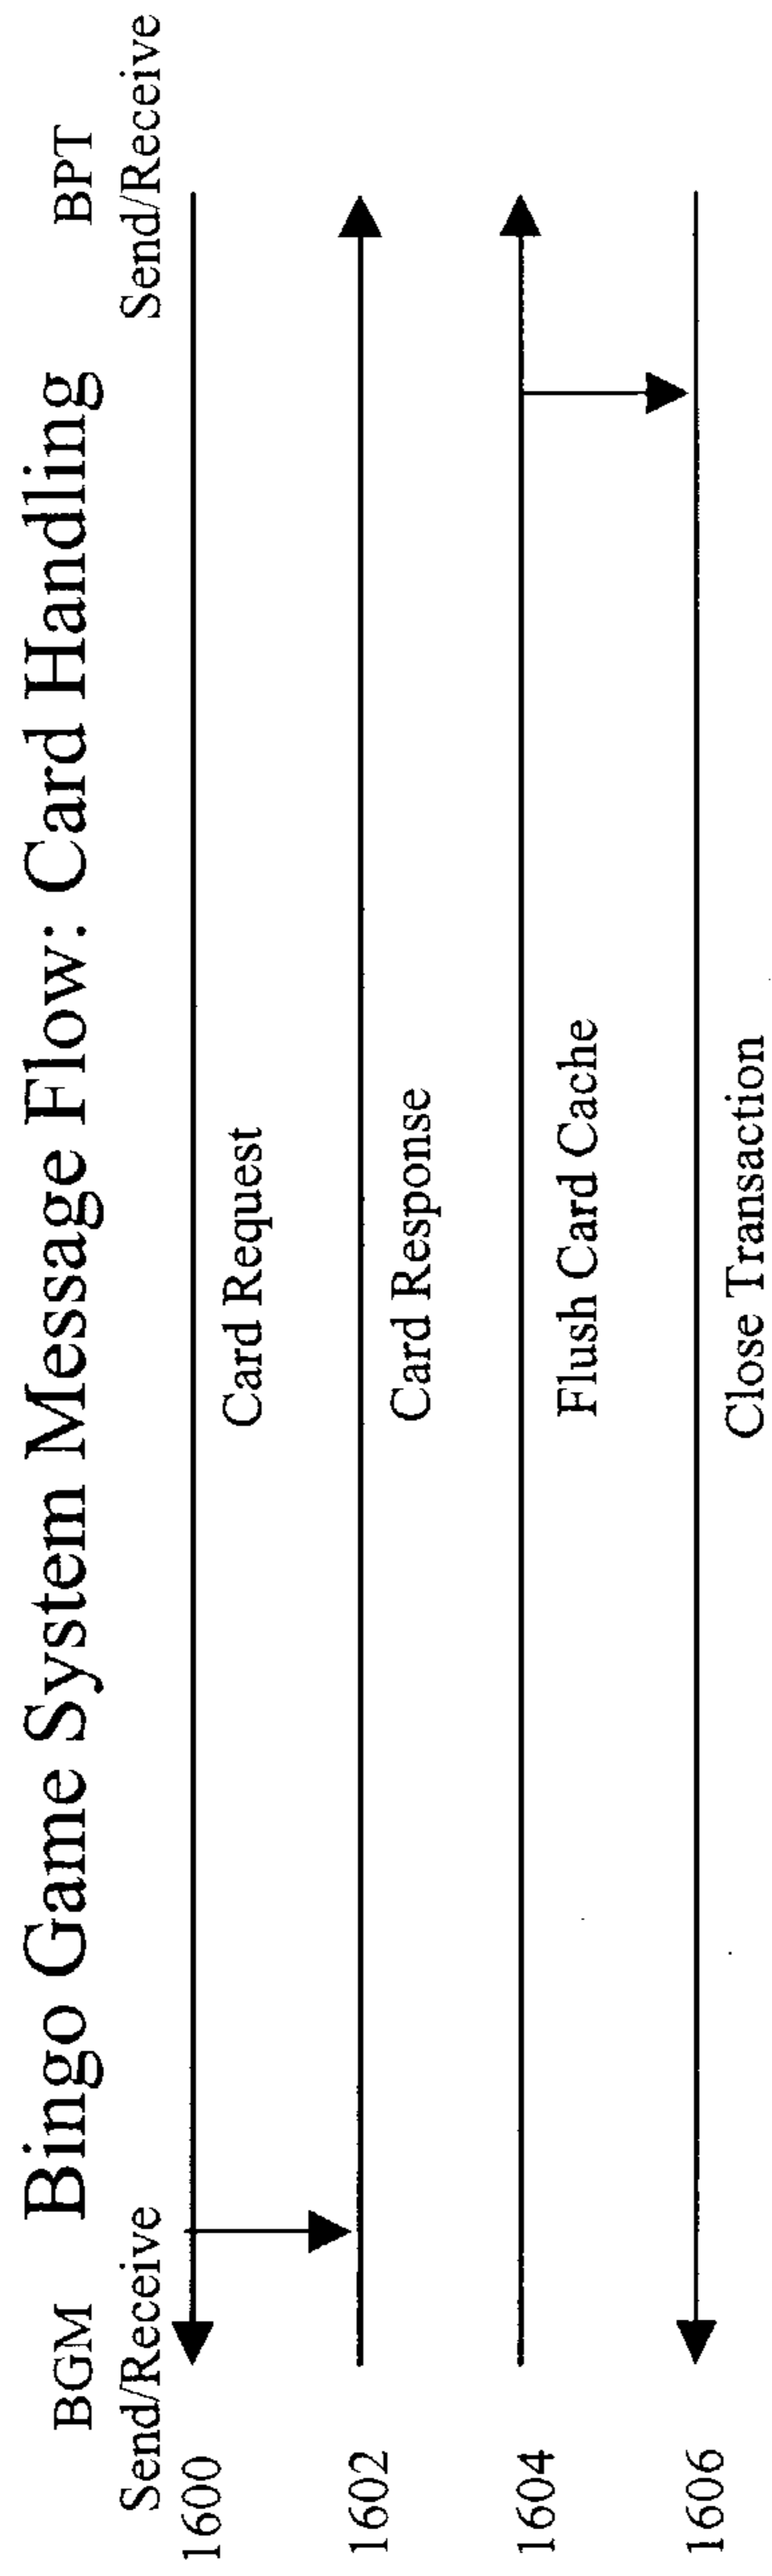 Bingo Game System Message Flow: Card Handling
BGM
Send/Receive
BPT
Send/Receive
1600
Card Request
1602
Card Response
1604
Flush Card Cache
1606
Close Transaction